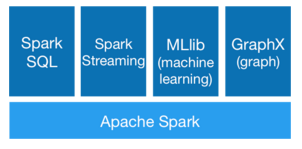 Spark
SQL
Spark
Streaming
MLlib
(machine
learning)
GraphX
(graph)
Apache Spark